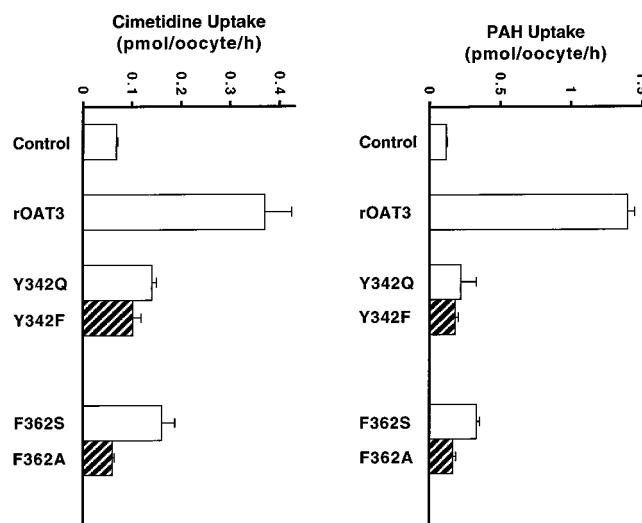 Cimetidine Uptake
(pmol/oocyte/h)
0 0.1 0.2 0.3 0.4
Control
rOAT3
Y342Q
Y342F
F362S
F362A
PAH Uptake
(pmol/oocyte/h)
0 0.5 1
Control
rOAT3
Y342Q
Y342F
F362S
F362A